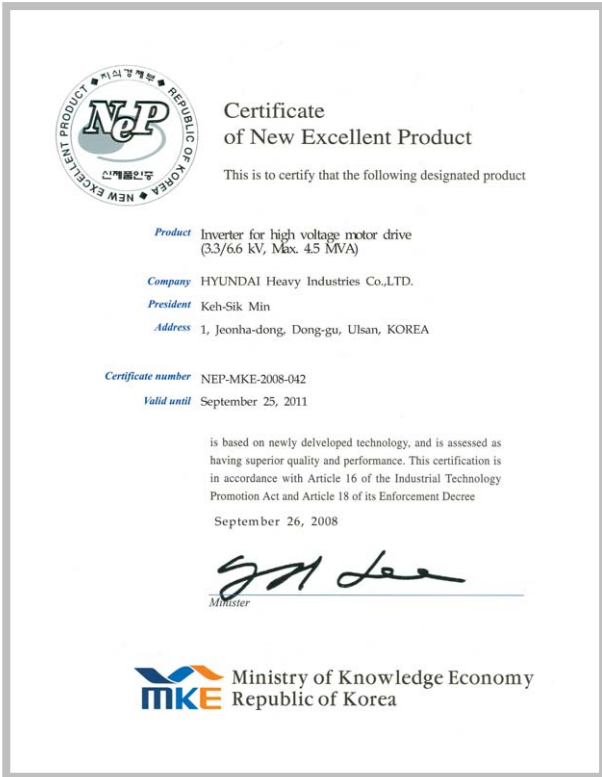 ◆지식경제부◆
NEW EXCELLENT PRODUCT ◆ REPUBLIC OF KOREA ◆
NeP
신제품인증
Certificate
of New Excellent Product
This is to certify that the following designated product
Product Inverter for high voltage motor drive
(3.3/6.6 kV, Max. 4.5 MVA)
Company HYUNDAI Heavy Industries Co.,LTD.
President Keh-Sik Min
Address 1, Jeonha-dong, Dong-gu, Ulsan, KOREA
Certificate number NEP-MKE-2008-042
Valid until September 25, 2011
is based on newly delveloped technology, and is assessed as
having superior quality and performance. This certification is
in accordance with Article 16 of the Industrial Technology
Promotion Act and Article 18 of its Enforcement Decree
September 26, 2008
Minister
MKE Ministry of Knowledge Economy
Republic of Korea